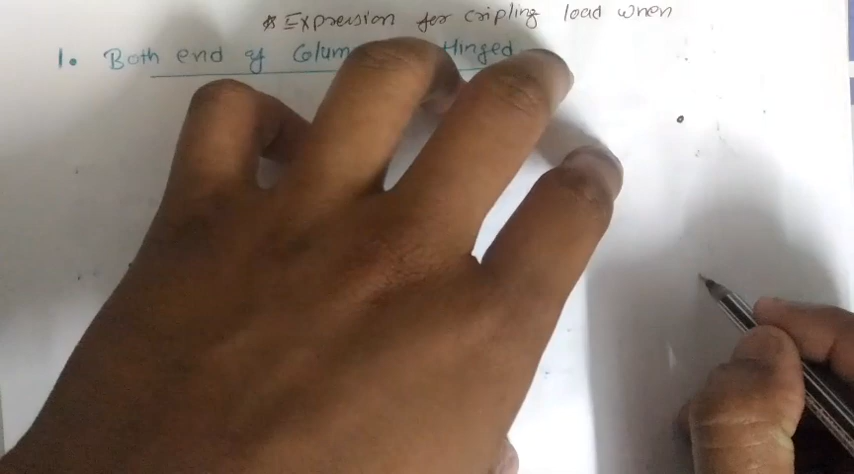 * Expression for cripling load when
1. Both end of Colum Hinged